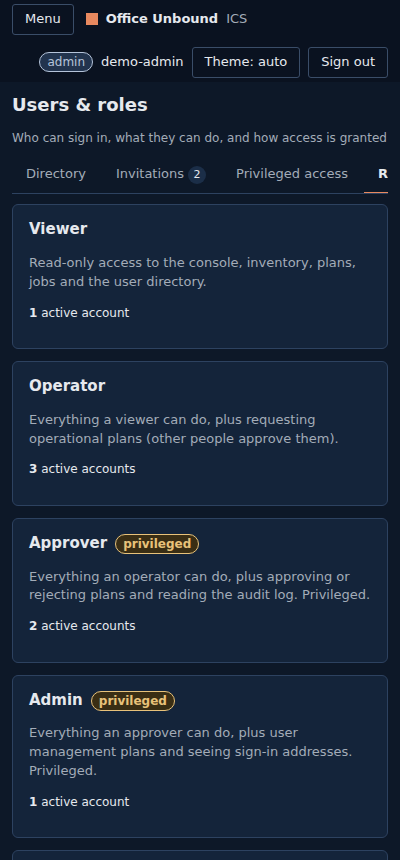 Menu
Office Unbound ICS
admin demo-admin Theme: auto Sign out
Users & roles
Who can sign in, what they can do, and how access is granted
Directory Invitations 2 Privileged access R
Viewer
Read-only access to the console, inventory, plans,
jobs and the user directory.
1 active account
Operator
Everything a viewer can do, plus requesting
operational plans (other people approve them).
3 active accounts
Approver privileged
Everything an operator can do, plus approving or
rejecting plans and reading the audit log. Privileged.
2 active accounts
Admin privileged
Everything an approver can do, plus user
management plans and seeing sign-in addresses.
Privileged.
1 active account